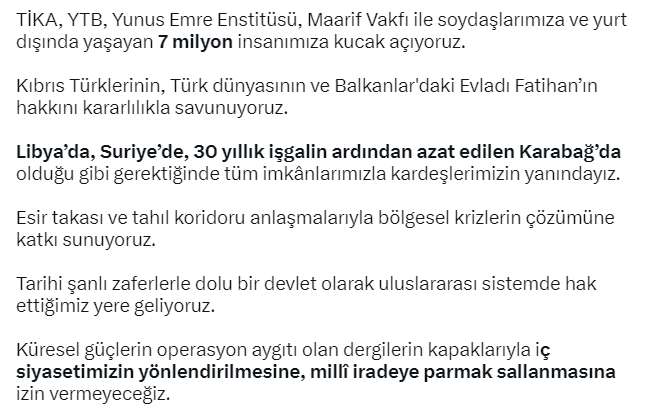 TİKA, YTB, Yunus Emre Enstitüsü, Maarif Vakfı ile soydaşlarımıza ve yurt
dışında yaşayan 7 milyon insanımıza kucak açıyoruz.
Kıbrıs Türklerinin, Türk dünyasının ve Balkanlar'daki Evladı Fatihan’ın
hakkını kararlılıkla savunuyoruz.
Libya’da, Suriye’de, 30 yıllık işgalin ardından azat edilen Karabağ’da
olduğu gibi gerektiğinde tüm imkânlarımızla kardeşlerimizin yanındayız.
Esir takası ve tahıl koridoru anlaşmalarıyla bölgesel krizlerin çözümüne
katkı sunuyoruz.
Tarihi şanlı zaferlerle dolu bir devlet olarak uluslararası sistemde hak
ettiğimiz yere geliyoruz.
Küresel güçlerin operasyon aygıtı olan dergilerin kapaklarıyla iç
siyasetimizin yönlendirilmesine, millî iradeye parmak sallanmasına
izin vermeyeceğiz.